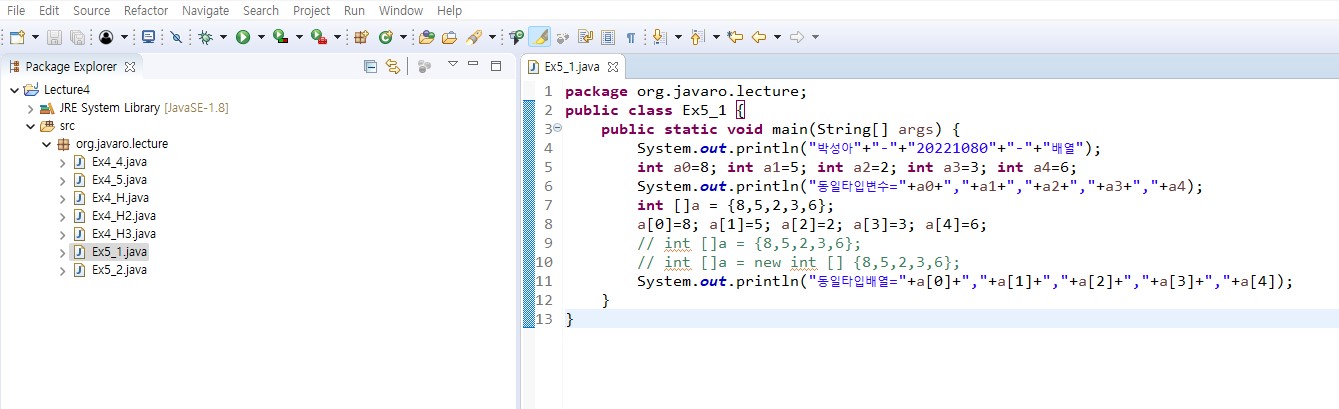 File Edit Source Refactor Navigate Search Project Run Window Help
Package Explorer
Lecture4
JRE System Library [JavaSE-1.8]
src
org.javaro.lecture
Ex4_4.java
Ex4_5.java
Ex4_H.java
Ex4_H2.java
Ex4_H3.java
Ex5_1.java
Ex5_2.java
Ex5_1.java
1 package org.javaro.lecture;
2 public class Ex5_1 {
3 public static void main(String[] args) {
4 System.out.println("박성아"+"-"+"20221080"+"-"+"배열");
5 int a0=8; int a1=5; int a2=2; int a3=3; int a4=6;
6 System.out.println("동일타입변수="+a0+","+a1+","+a2+","+a3+","+a4);
7 int []a = {8,5,2,3,6};
8 a[0]=8; a[1]=5; a[2]=2; a[3]=3; a[4]=6;
9 // int []a = {8,5,2,3,6};
10 // int []a = new int [] {8,5,2,3,6};
11 System.out.println("동일타입배열="+a[0]+","+a[1]+","+a[2]+","+a[3]+","+a[4]);
12 }
13 }